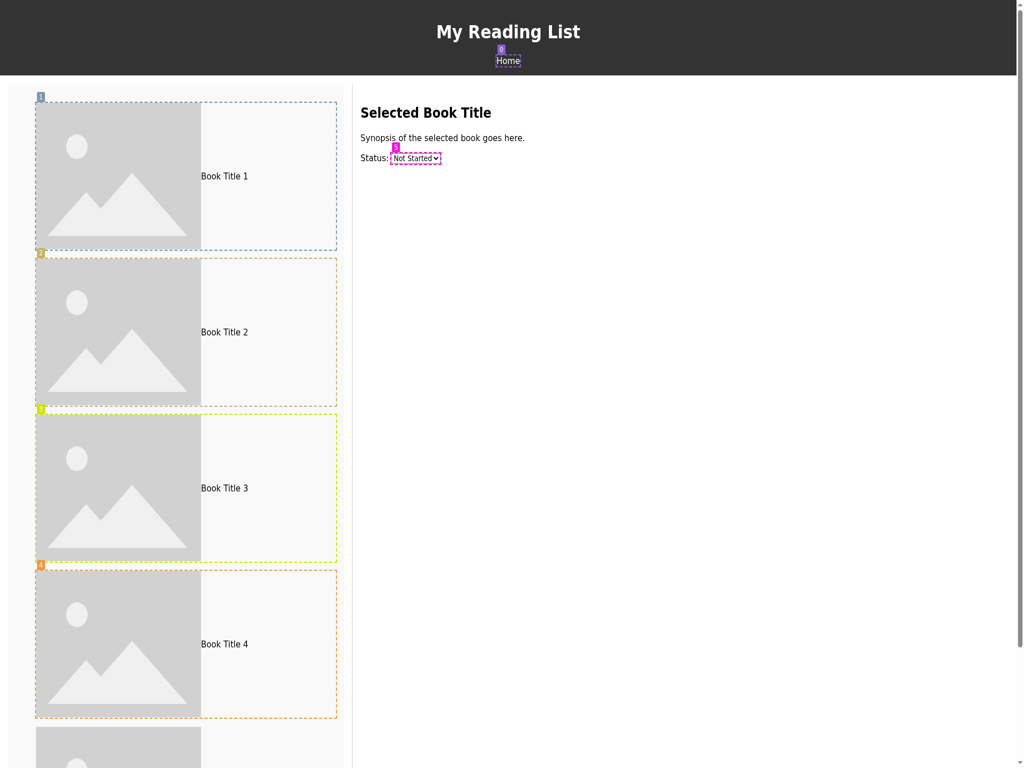 My Reading List
0
Home
1
Book Title 1
2
Book Title 2
3
Book Title 3
4
Book Title 4
Selected Book Title
Synopsis of the selected book goes here.
5
Status: Not Started